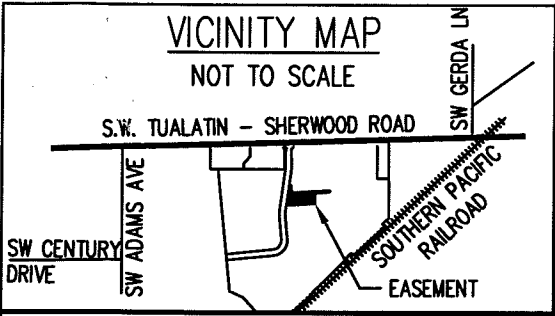 VICINITY MAP
NOT TO SCALE
SW GERDA LN
S.W. TUALATIN - SHERWOOD ROAD
SW ADAMS AVE
SW CENTURY
DRIVE
SOUTHERN PACIFIC
RAILROAD
EASEMENT